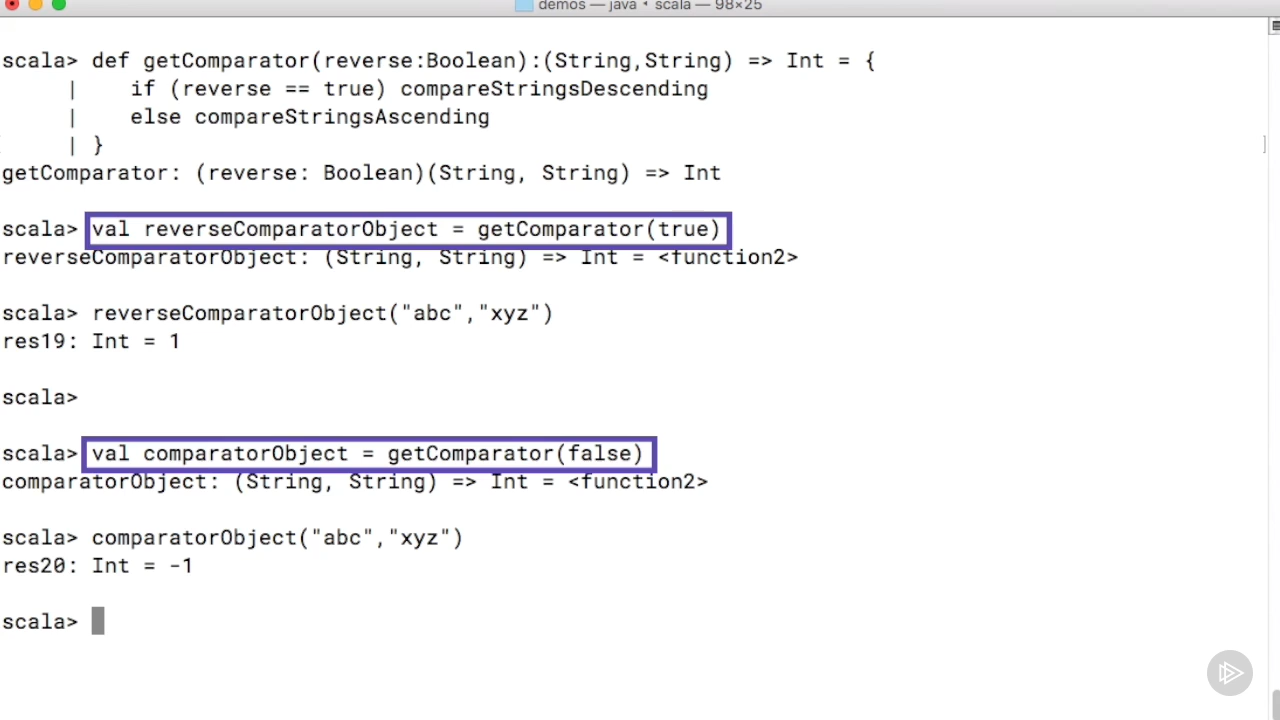 demos — java • scala — 98×25
scala> def getComparator(reverse:Boolean):(String,String) => Int = {
     |    if (reverse == true) compareStringsDescending
     |    else compareStringsAscending
     | }
getComparator: (reverse: Boolean)(String, String) => Int
scala> val reverseComparatorObject = getComparator(true)
reverseComparatorObject: (String, String) => Int = <function2>
scala> reverseComparatorObject("abc","xyz")
res19: Int = 1
scala>
scala> val comparatorObject = getComparator(false)
comparatorObject: (String, String) => Int = <function2>
scala> comparatorObject("abc","xyz")
res20: Int = -1
scala>